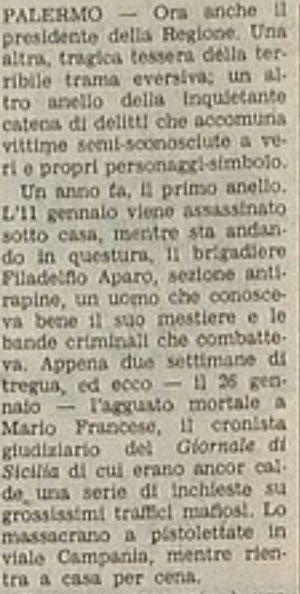 PALERMO — Ora anche il
presidente della Regione. Una
altra, tragica tessera della ter-
ribile trama eversiva; un al-
tro anello della inquietante
catena di delitti che accomuna
vittime semi-sconosciute a ve-
ri e propri personaggi-simbolo.
Un anno fa, il primo anello.
L'11 gennaio viene assassinato
sotto casa, mentre sta andan-
do in questura, il brigadiere
Filadelfio Aparo, sezione anti-
rapine, un uomo che conosce-
va bene il suo mestiere e le
bande criminali che combatte-
va. Appena due settimane di
tregua, ed ecco — il 26 gen-
naio — l'agguato mortale a
Mario Francese, il cronista
giudiziario del Giornale di
Sicilia di cui erano ancor cal-
de una serie di inchieste su
grossissimi traffici mafiosi. Lo
massacrano a pistolettate in
viale Campania, mentre rien-
tra a casa per cena.